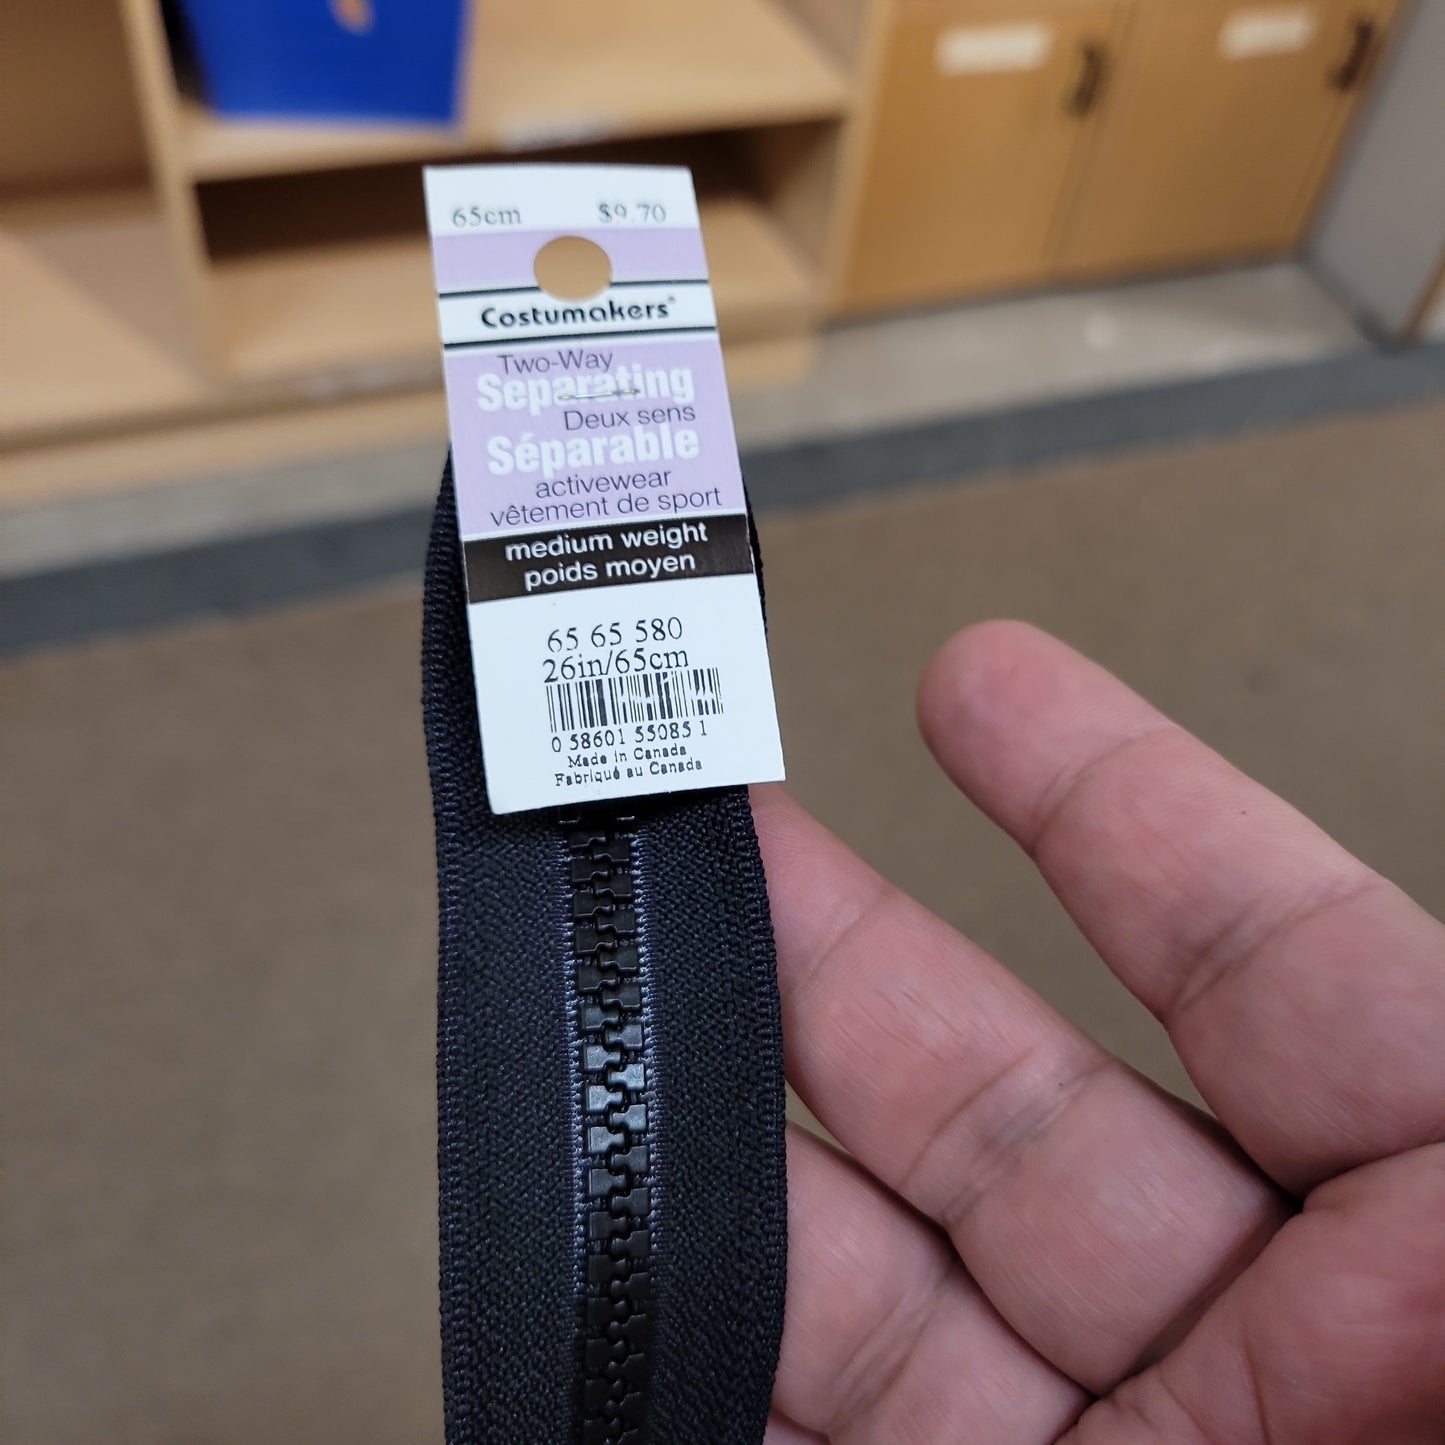 65cm $9.70
Costumakers®
Two-Way
Separating
Deux sens
Séparable
activewear
vêtement de sport
medium weight
poids moyen
65 65 580
26in/65cm
0 58601 55085 1
Made in Canada
Fabriqué au Canada